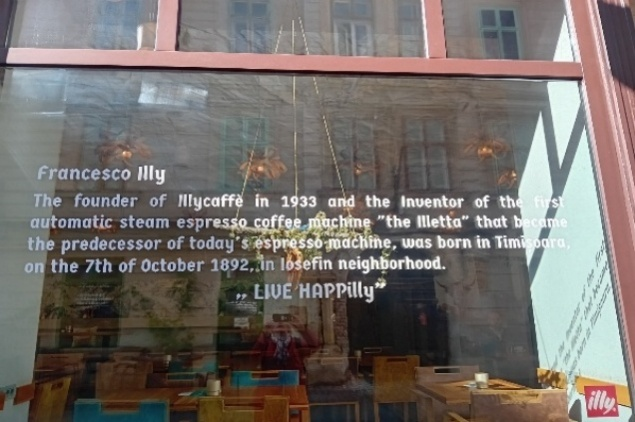 Francesco Illy
The founder of Illycaffè in 1933 and the Inventor of the first
automatic steam espresso coffee machine "the Illetta" that became
the predecessor of today's espresso machine, was born in Timisoara,
on the 7th of October 1892, in Iosefin neighborhood.
„ LIVE HAPPilly”
illy